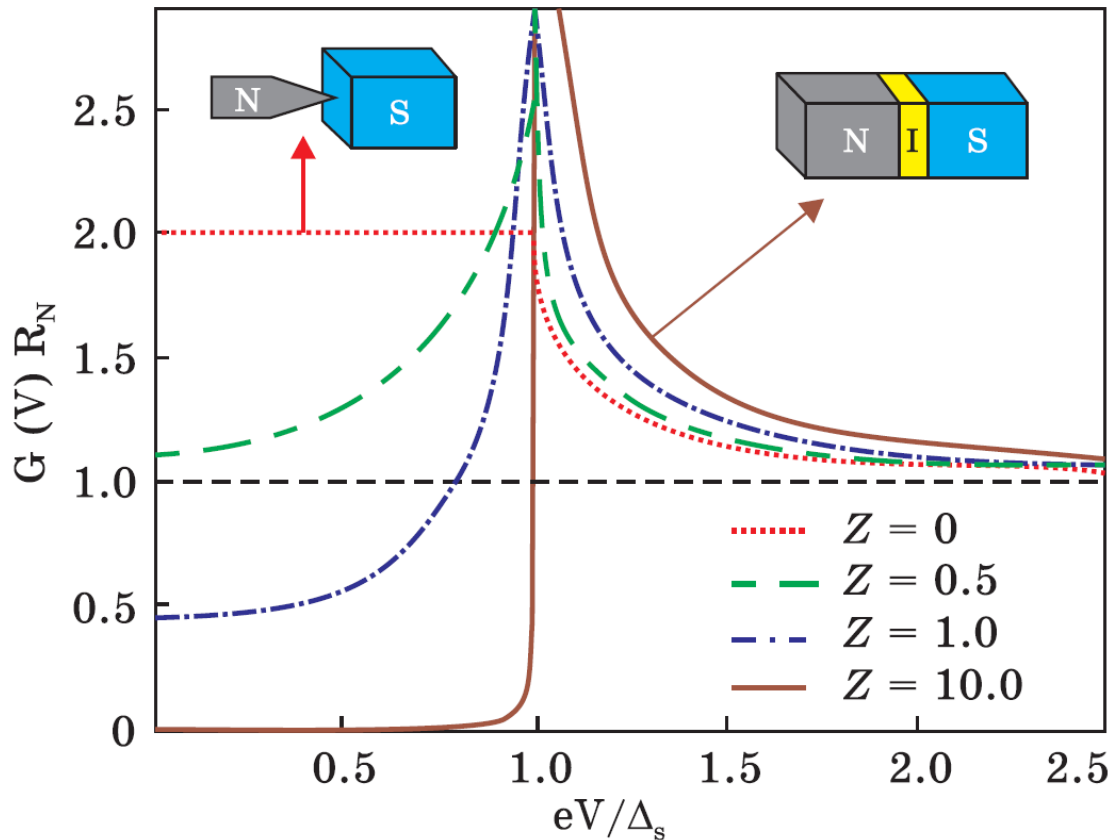 G (V) R_N
2.5
2.0
1.5
1.0
0.5
0
N
S
N I S
Z = 0
Z = 0.5
Z = 1.0
Z = 10.0
0.5 1.0 1.5 2.0 2.5
eV/Δ_s